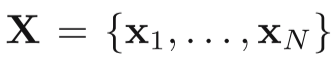 X = {x₁, . . . , x_N}